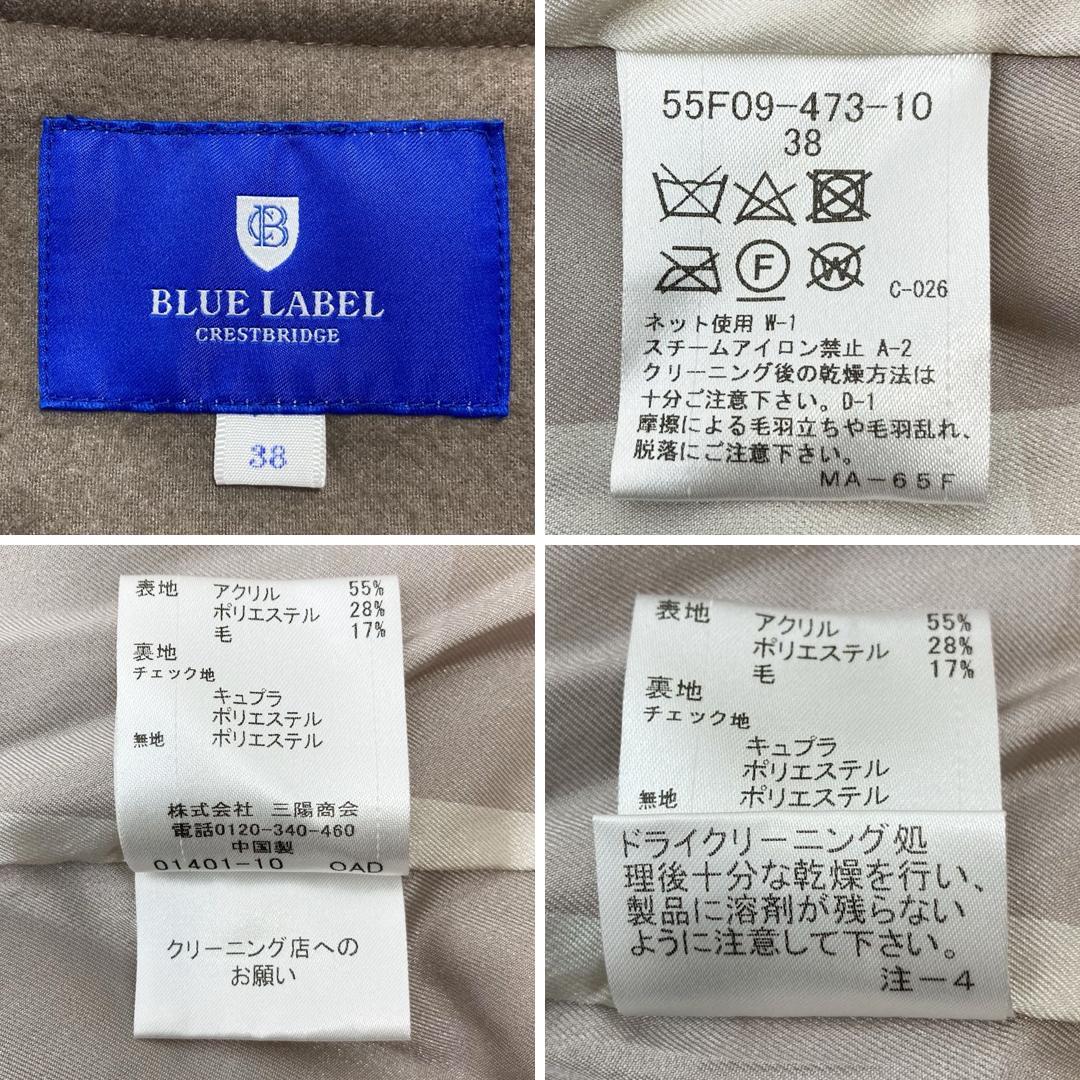 CB
BLUE LABEL
CRESTBRIDGE
38
55F09-473-10
38
F
W
C-026
ネット使用 W-1
スチームアイロン禁止 A-2
クリーニング後の乾燥方法は
十分ご注意下さい。D-1
摩擦による毛羽立ちや毛羽乱れ、
脱落にご注意下さい。
MA-65F
表地 アクリル 55%
ポリエステル 28%
毛 17%
裏地
チェック地
キュプラ
ポリエステル
無地 ポリエステル
株式会社 三陽商会
電話0120-340-460
中国製
01401-10 OAD
クリーニング店への
お願い
表地 アクリル 55%
ポリエステル 28%
毛 17%
裏地
チェック地
キュプラ
ポリエステル
無地 ポリエステル
ドライクリーニング処
理後十分な乾燥を行い、
製品に溶剤が残らない
ように注意して下さい。
注-4